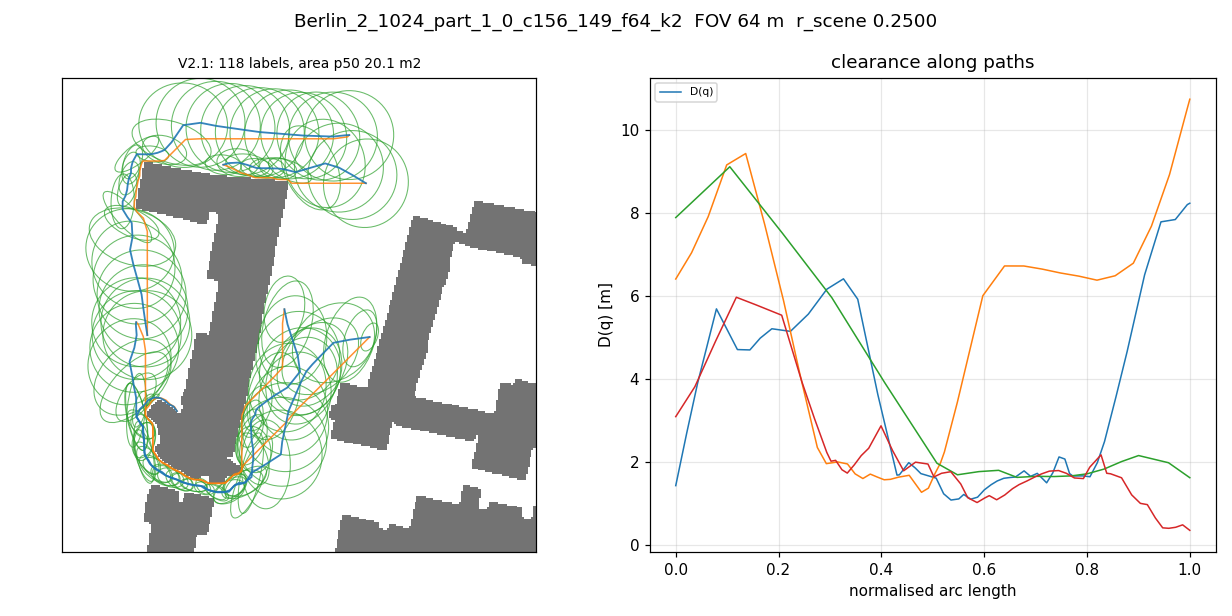 Berlin_2_1024_part_1_0_c156_149_f64_k2  FOV 64 m  r_scene 0.2500
V2.1: 118 labels, area p50 20.1 m2
clearance along paths
D(q)
D(q) [m]
10
8
6
4
2
0
0.0 0.2 0.4 0.6 0.8 1.0
normalised arc length